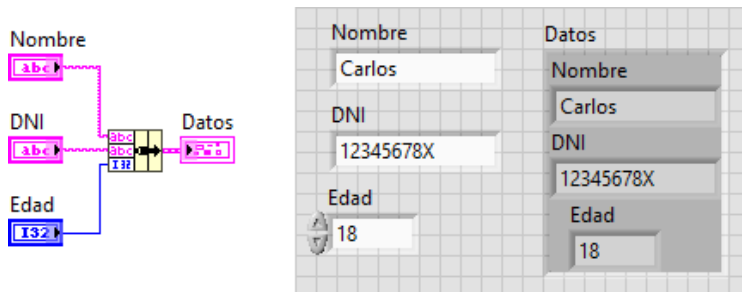 Nombre
abc
DNI
abc
Edad
I32
abc
abc
I32
Datos
Nombre
Carlos
DNI
12345678X
Edad
18
Datos
Nombre
Carlos
DNI
12345678X
Edad
18